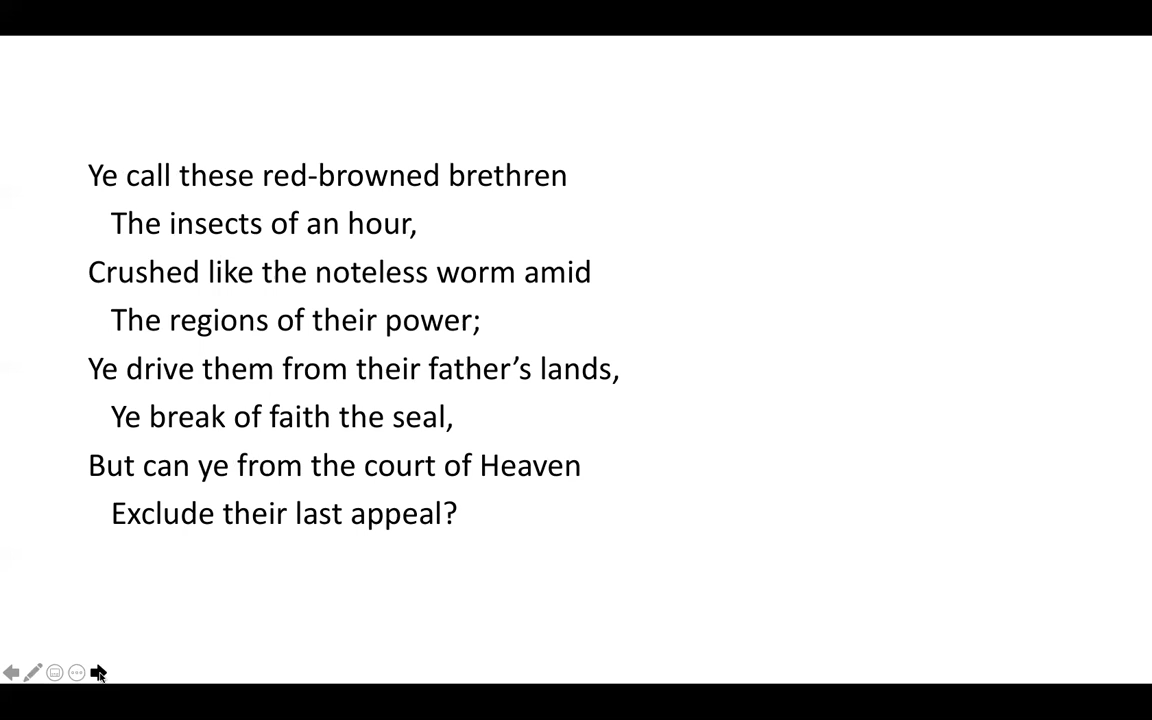 Ye call these red-browned brethren
The insects of an hour,
Crushed like the noteless worm amid
The regions of their power;
Ye drive them from their father’s lands,
Ye break of faith the seal,
But can ye from the court of Heaven
Exclude their last appeal?